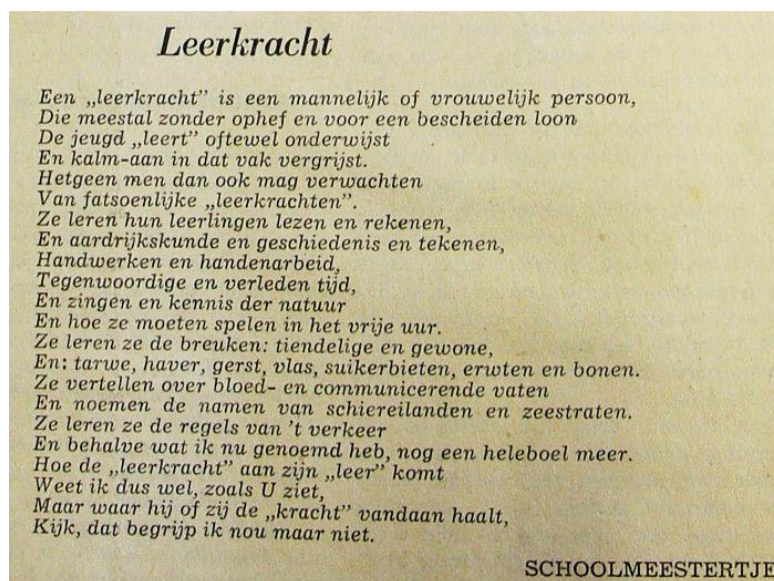 Leerkracht
Een „leerkracht” is een mannelijk of vrouwelijk persoon,
Die meestal zonder ophef en voor een bescheiden loon
De jeugd „leert” oftewel onderwijst
En kalm-aan in dat vak vergrijst.
Hetgeen men dan ook mag verwachten
Van fatsoenlijke „leerkrachten”.
Ze leren hun leerlingen lezen en rekenen,
En aardrijkskunde en geschiedenis en tekenen,
Handwerken en handenarbeid,
Tegenwoordige en verleden tijd,
En zingen en kennis der natuur
En hoe ze moeten spelen in het vrije uur.
Ze leren ze de breuken: tiendelige en gewone,
En: tarwe, haver, gerst, vlas, suikerbieten, erwten en bonen.
Ze vertellen over bloed- en communicerende vaten
En noemen de namen van schiereilanden en zeestraten.
Ze leren ze de regels van ’t verkeer
En behalve wat ik nu genoemd heb, nog een heleboel meer.
Hoe de „leerkracht” aan zijn „leer” komt
Weet ik dus wel, zoals U ziet,
Maar waar hij of zij de „kracht” vandaan haalt,
Kijk, dat begrijp ik nou maar niet.
SCHOOLMEESTERTJE